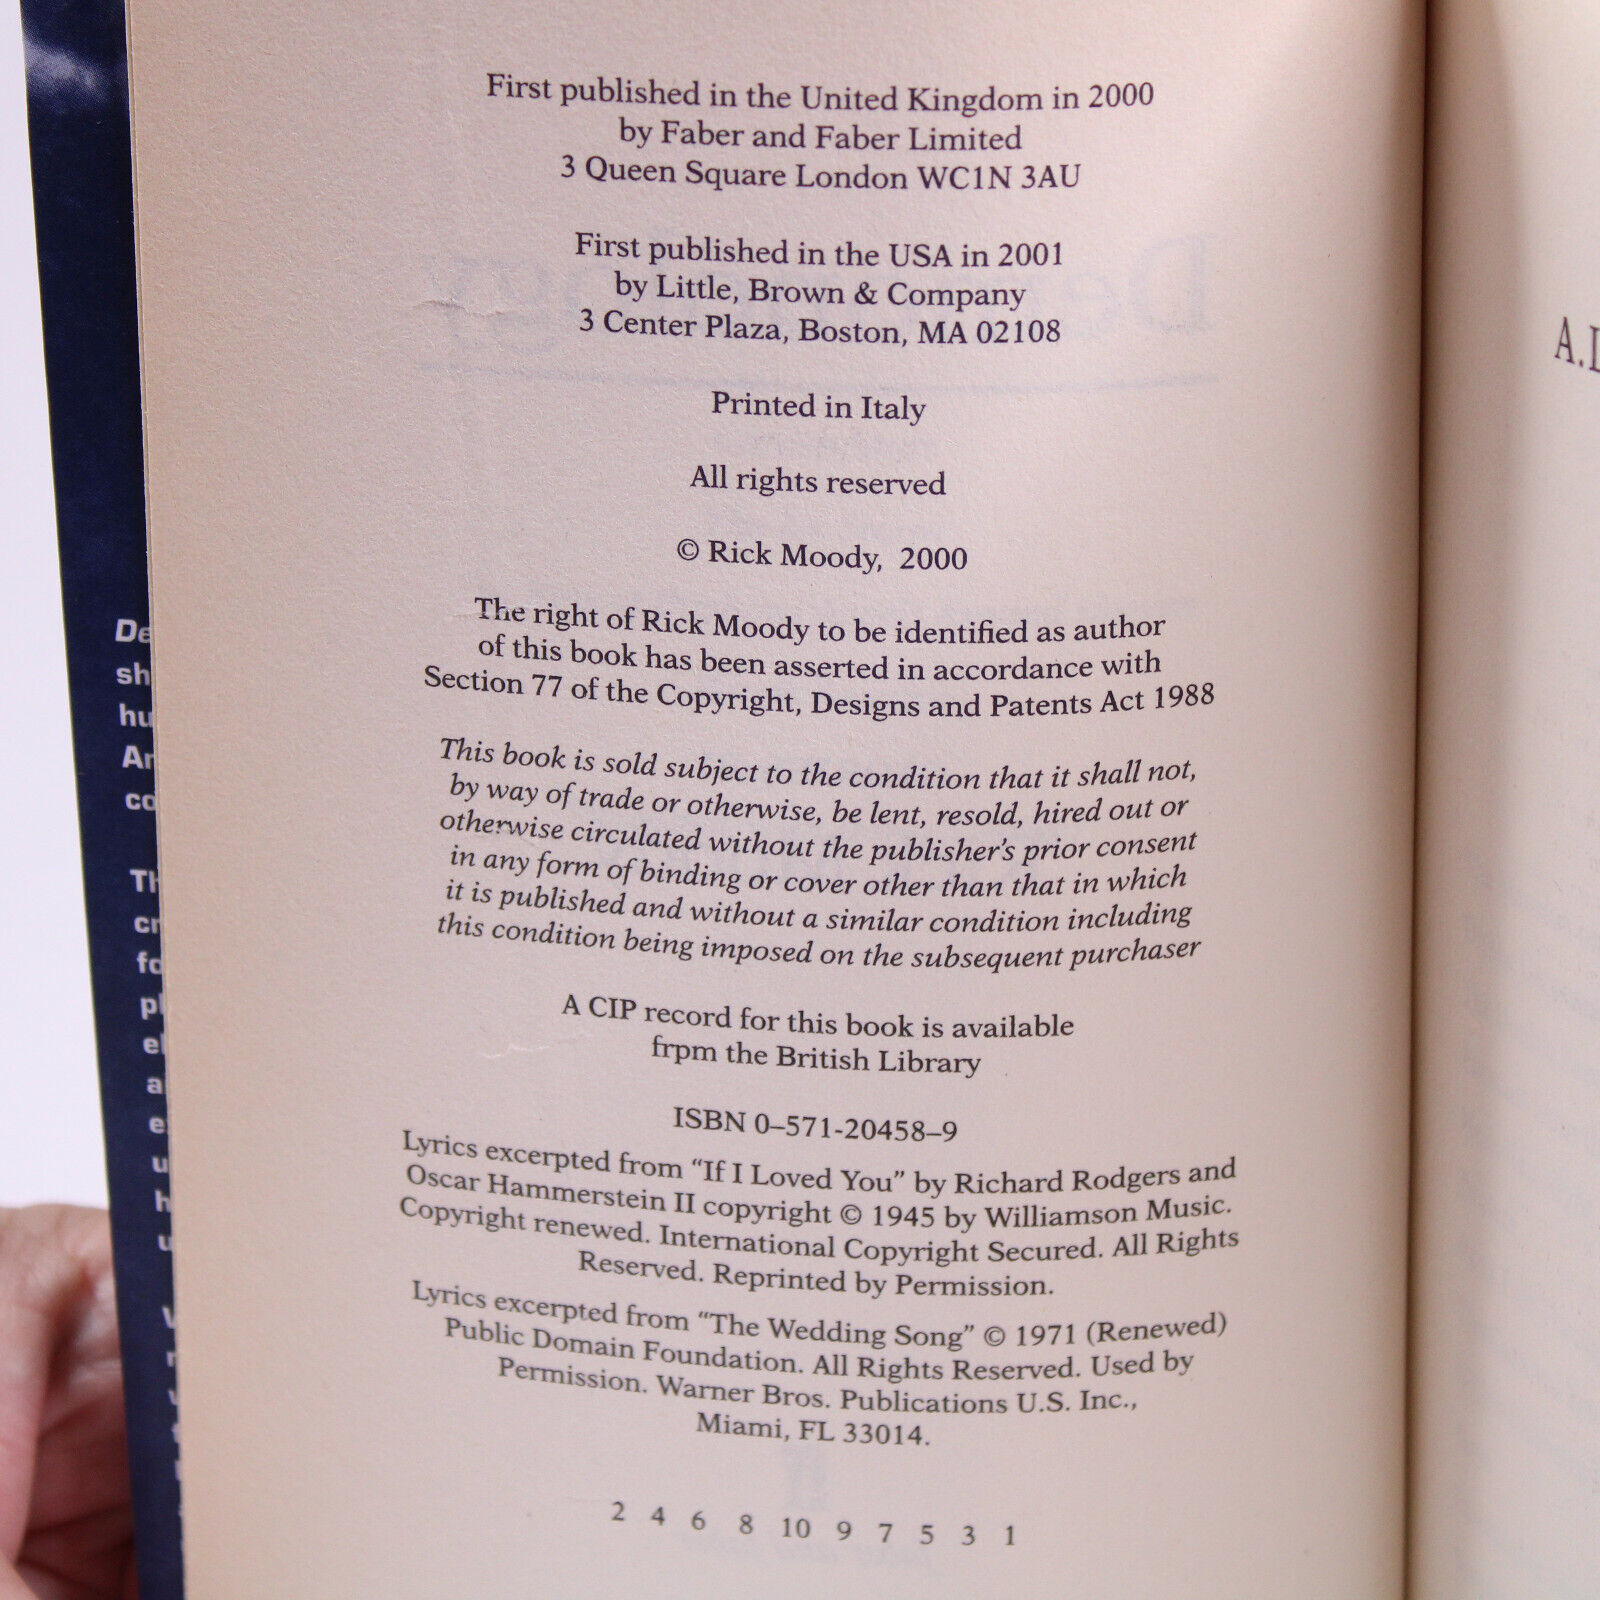 First published in the United Kingdom in 2000
by Faber and Faber Limited
3 Queen Square London WC1N 3AU
First published in the USA in 2001
by Little, Brown & Company
3 Center Plaza, Boston, MA 02108
Printed in Italy
All rights reserved
© Rick Moody, 2000
The right of Rick Moody to be identified as author
of this book has been asserted in accordance with
Section 77 of the Copyright, Designs and Patents Act 1988
This book is sold subject to the condition that it shall not,
by way of trade or otherwise, be lent, resold, hired out or
otherwise circulated without the publisher's prior consent
in any form of binding or cover other than that in which
it is published and without a similar condition including
this condition being imposed on the subsequent purchaser
A CIP record for this book is available
frpm the British Library
ISBN 0–571-20458–9
Lyrics excerpted from “If I Loved You” by Richard Rodgers and
Oscar Hammerstein II copyright © 1945 by Williamson Music.
Copyright renewed. International Copyright Secured. All Rights
Reserved. Reprinted by Permission.
Lyrics excerpted from “The Wedding Song” © 1971 (Renewed)
Public Domain Foundation. All Rights Reserved. Used by
Permission. Warner Bros. Publications U.S. Inc.,
Miami, FL 33014.
2 4 6 8 10 9 7 5 3 1